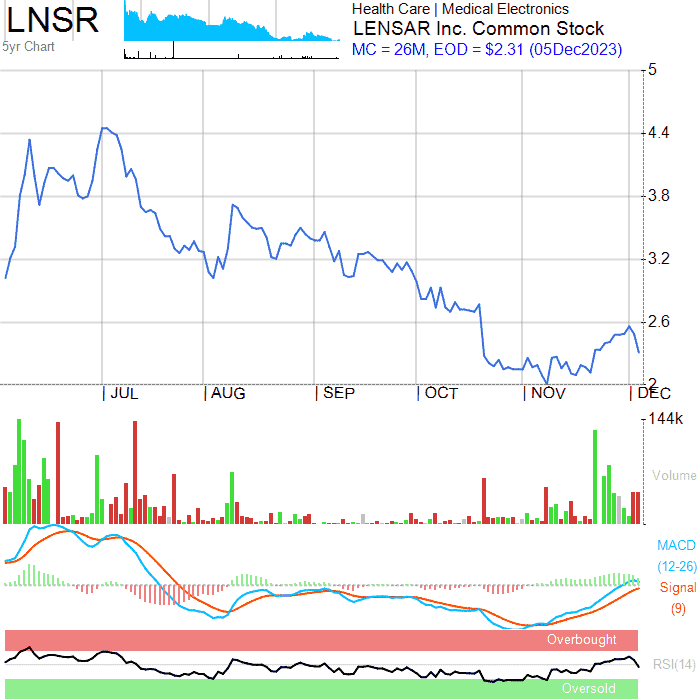 LNSR
5yr Chart
Health Care | Medical Electronics
LENSAR Inc. Common Stock
MC = 26M, EOD = $2.31 (05Dec2023)
5
4.4
3.8
3.2
2.6
2
JUL
AUG
SEP
OCT
NOV
DEC
144k
Volume
MACD
(12-26)
Signal
(9)
Overbought
RSI(14)
Oversold